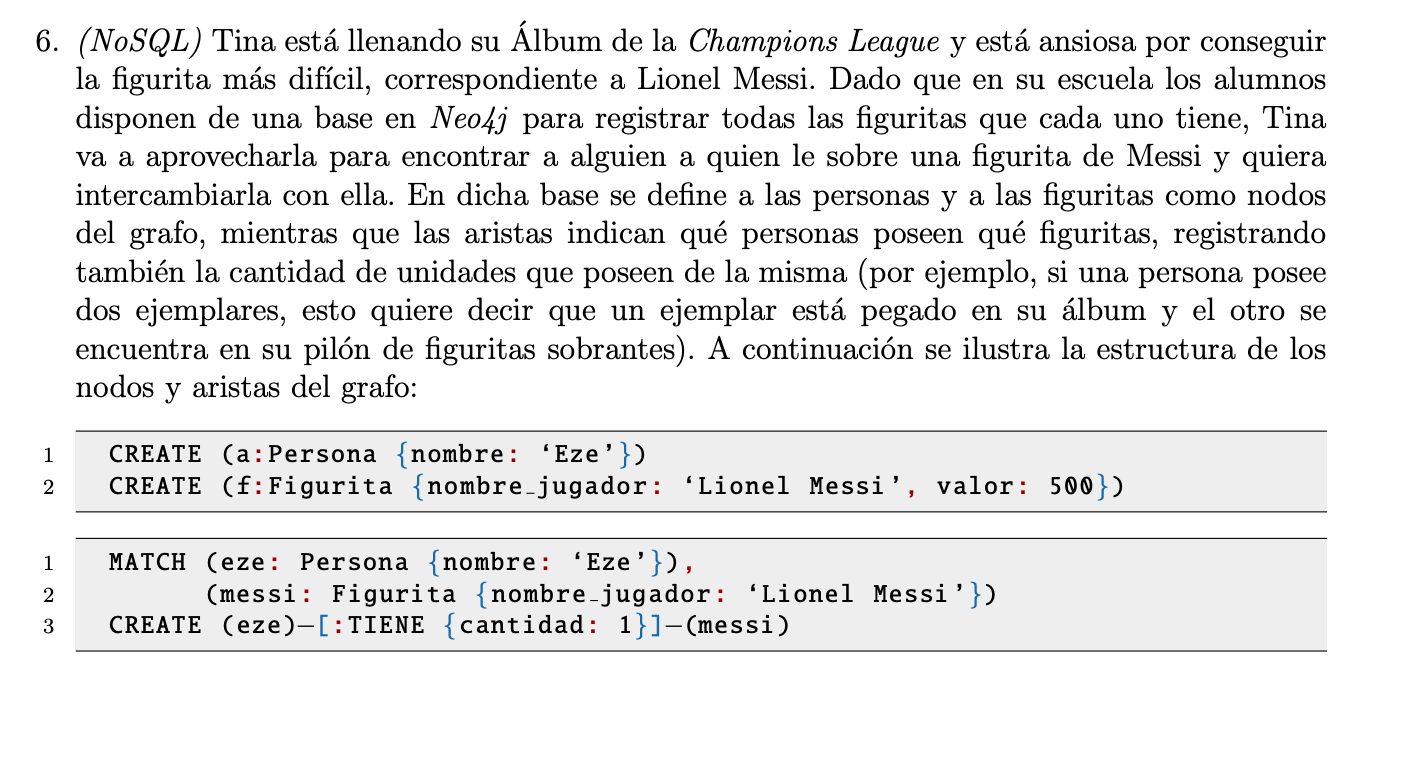 6. (NoSQL) Tina está llenando su Álbum de la Champions League y está ansiosa por conseguir
la figurita más difícil, correspondiente a Lionel Messi. Dado que en su escuela los alumnos
disponen de una base en Neo4j para registrar todas las figuritas que cada uno tiene, Tina
va a aprovecharla para encontrar a alguien a quien le sobre una figurita de Messi y quiera
intercambiarla con ella. En dicha base se define a las personas y a las figuritas como nodos
del grafo, mientras que las aristas indican qué personas poseen qué figuritas, registrando
también la cantidad de unidades que poseen de la misma (por ejemplo, si una persona posee
dos ejemplares, esto quiere decir que un ejemplar está pegado en su álbum y el otro se
encuentra en su pilón de figuritas sobrantes). A continuación se ilustra la estructura de los
nodos y aristas del grafo:
1 CREATE (a:Persona {nombre: ‘Eze’})
2 CREATE (f:Figurita {nombre_jugador: ‘Lionel Messi’, valor: 500})
1 MATCH (eze: Persona {nombre: ‘Eze’}),
2 (messi: Figurita {nombre_jugador: ‘Lionel Messi’})
3 CREATE (eze)−[:TIENE {cantidad: 1}]−(messi)